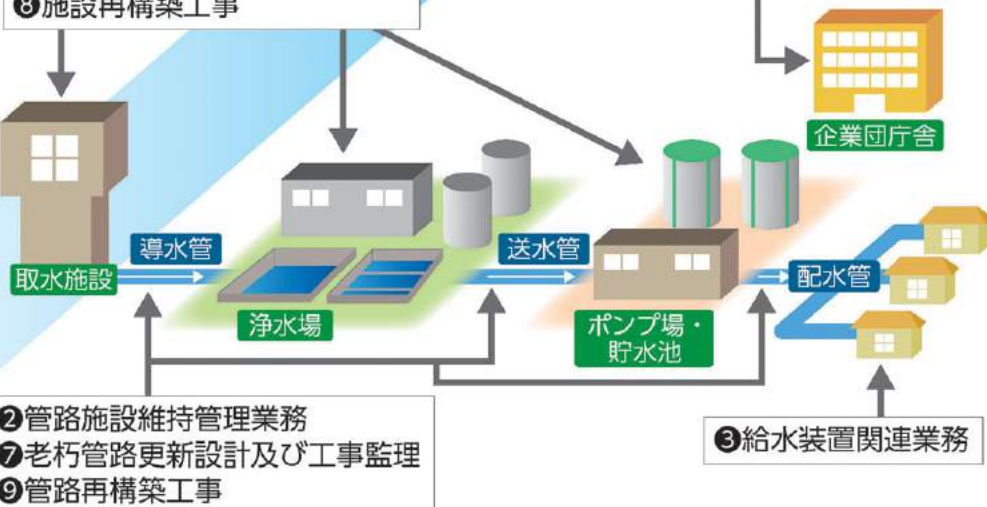 ❽施設再構築工事
企業団庁舎
導水管
送水管
取水施設
配水管
浄水場
ポンプ場・
貯水池
❷管路施設維持管理業務
❼老朽管路更新設計及び工事監理
❾管路再構築工事
❸給水装置関連業務